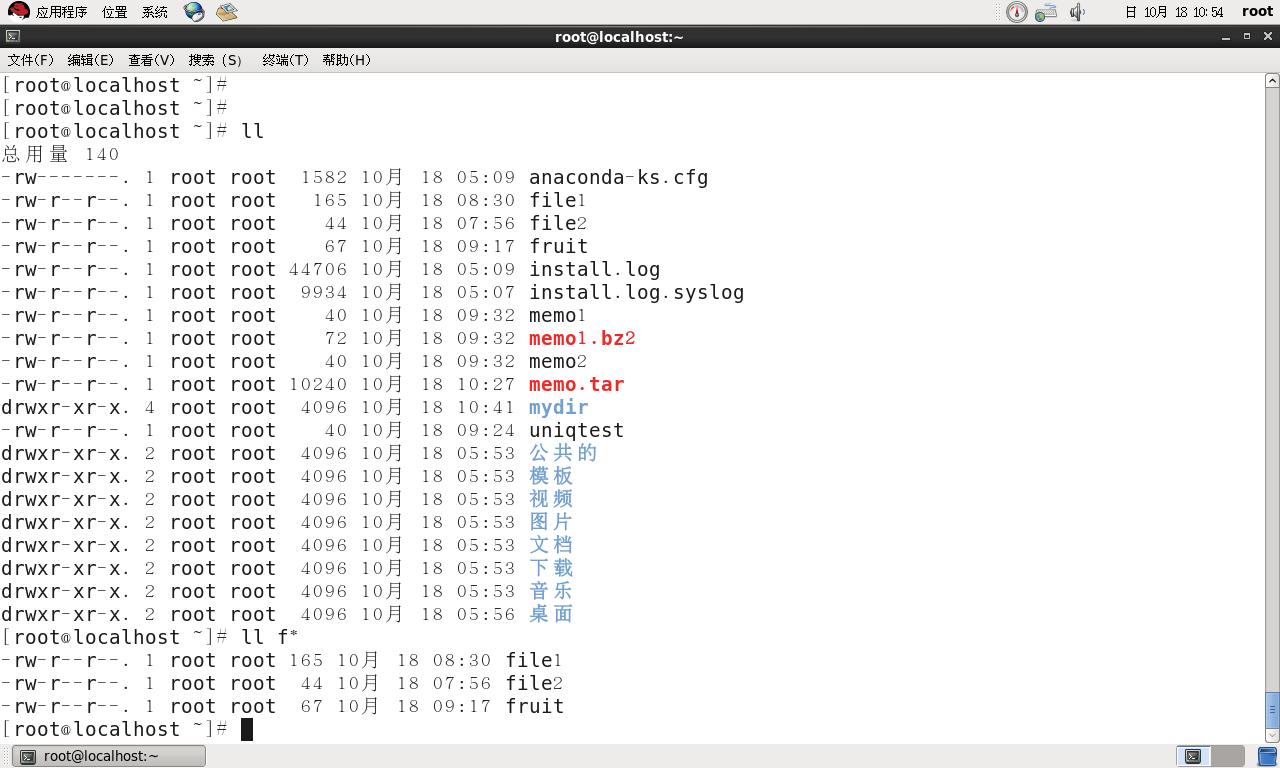 应用程序 位置 系统 日 10月 18 10:54 root
root@localhost:~
文件(F) 编辑(E) 查看(V) 搜索 (S) 终端(T) 帮助(H)
[root@localhost ~]#
[root@localhost ~]#
[root@localhost ~]# ll
总用量 140
-rw-------. 1 root root  1582 10月 18 05:09 anaconda-ks.cfg
-rw-r--r--. 1 root root   165 10月 18 08:30 file1
-rw-r--r--. 1 root root    44 10月 18 07:56 file2
-rw-r--r--. 1 root root    67 10月 18 09:17 fruit
-rw-r--r--. 1 root root 44706 10月 18 05:09 install.log
-rw-r--r--. 1 root root  9934 10月 18 05:07 install.log.syslog
-rw-r--r--. 1 root root    40 10月 18 09:32 memo1
-rw-r--r--. 1 root root    72 10月 18 09:32 memo1.bz2
-rw-r--r--. 1 root root    40 10月 18 09:32 memo2
-rw-r--r--. 1 root root 10240 10月 18 10:27 memo.tar
drwxr-xr-x. 4 root root  4096 10月 18 10:41 mydir
-rw-r--r--. 1 root root    40 10月 18 09:24 uniqtest
drwxr-xr-x. 2 root root  4096 10月 18 05:53 公共的
drwxr-xr-x. 2 root root  4096 10月 18 05:53 模板
drwxr-xr-x. 2 root root  4096 10月 18 05:53 视频
drwxr-xr-x. 2 root root  4096 10月 18 05:53 图片
drwxr-xr-x. 2 root root  4096 10月 18 05:53 文档
drwxr-xr-x. 2 root root  4096 10月 18 05:53 下载
drwxr-xr-x. 2 root root  4096 10月 18 05:53 音乐
drwxr-xr-x. 2 root root  4096 10月 18 05:56 桌面
[root@localhost ~]# ll f*
-rw-r--r--. 1 root root 165 10月 18 08:30 file1
-rw-r--r--. 1 root root  44 10月 18 07:56 file2
-rw-r--r--. 1 root root  67 10月 18 09:17 fruit
[root@localhost ~]#
root@localhost:~